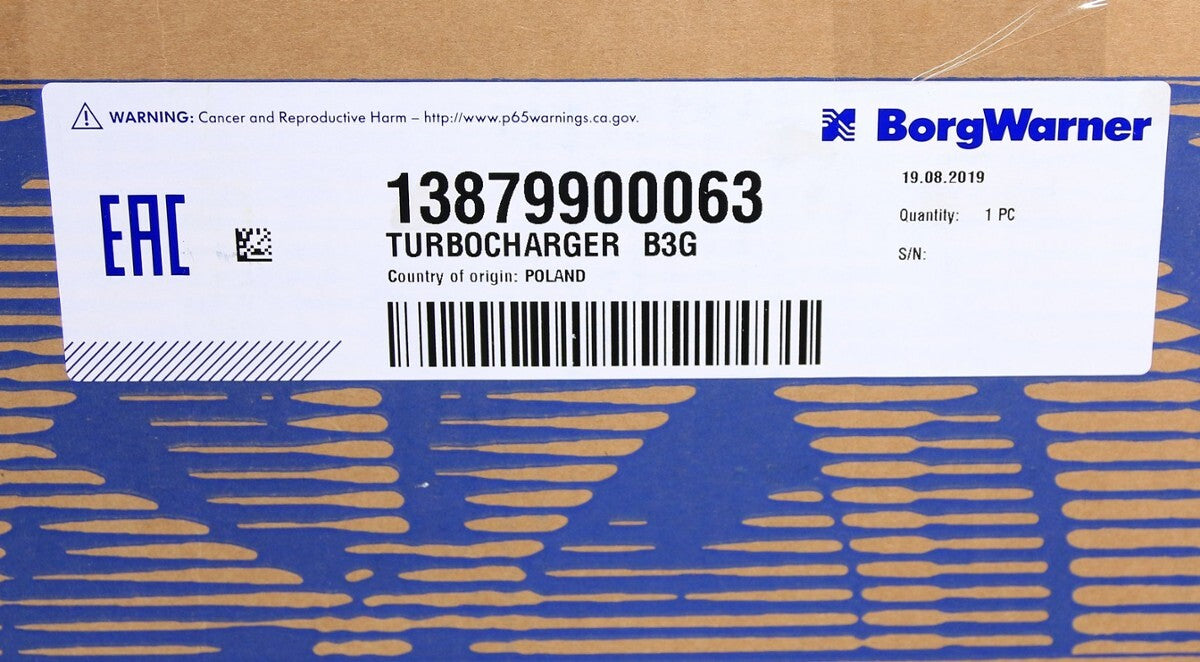 WARNING: Cancer and Reproductive Harm – http://www.p65warnings.ca.gov.
BorgWarner
EAC
13879900063
TURBOCHARGER B3G
Country of origin: POLAND
19.08.2019
Quantity: 1 PC
S/N: